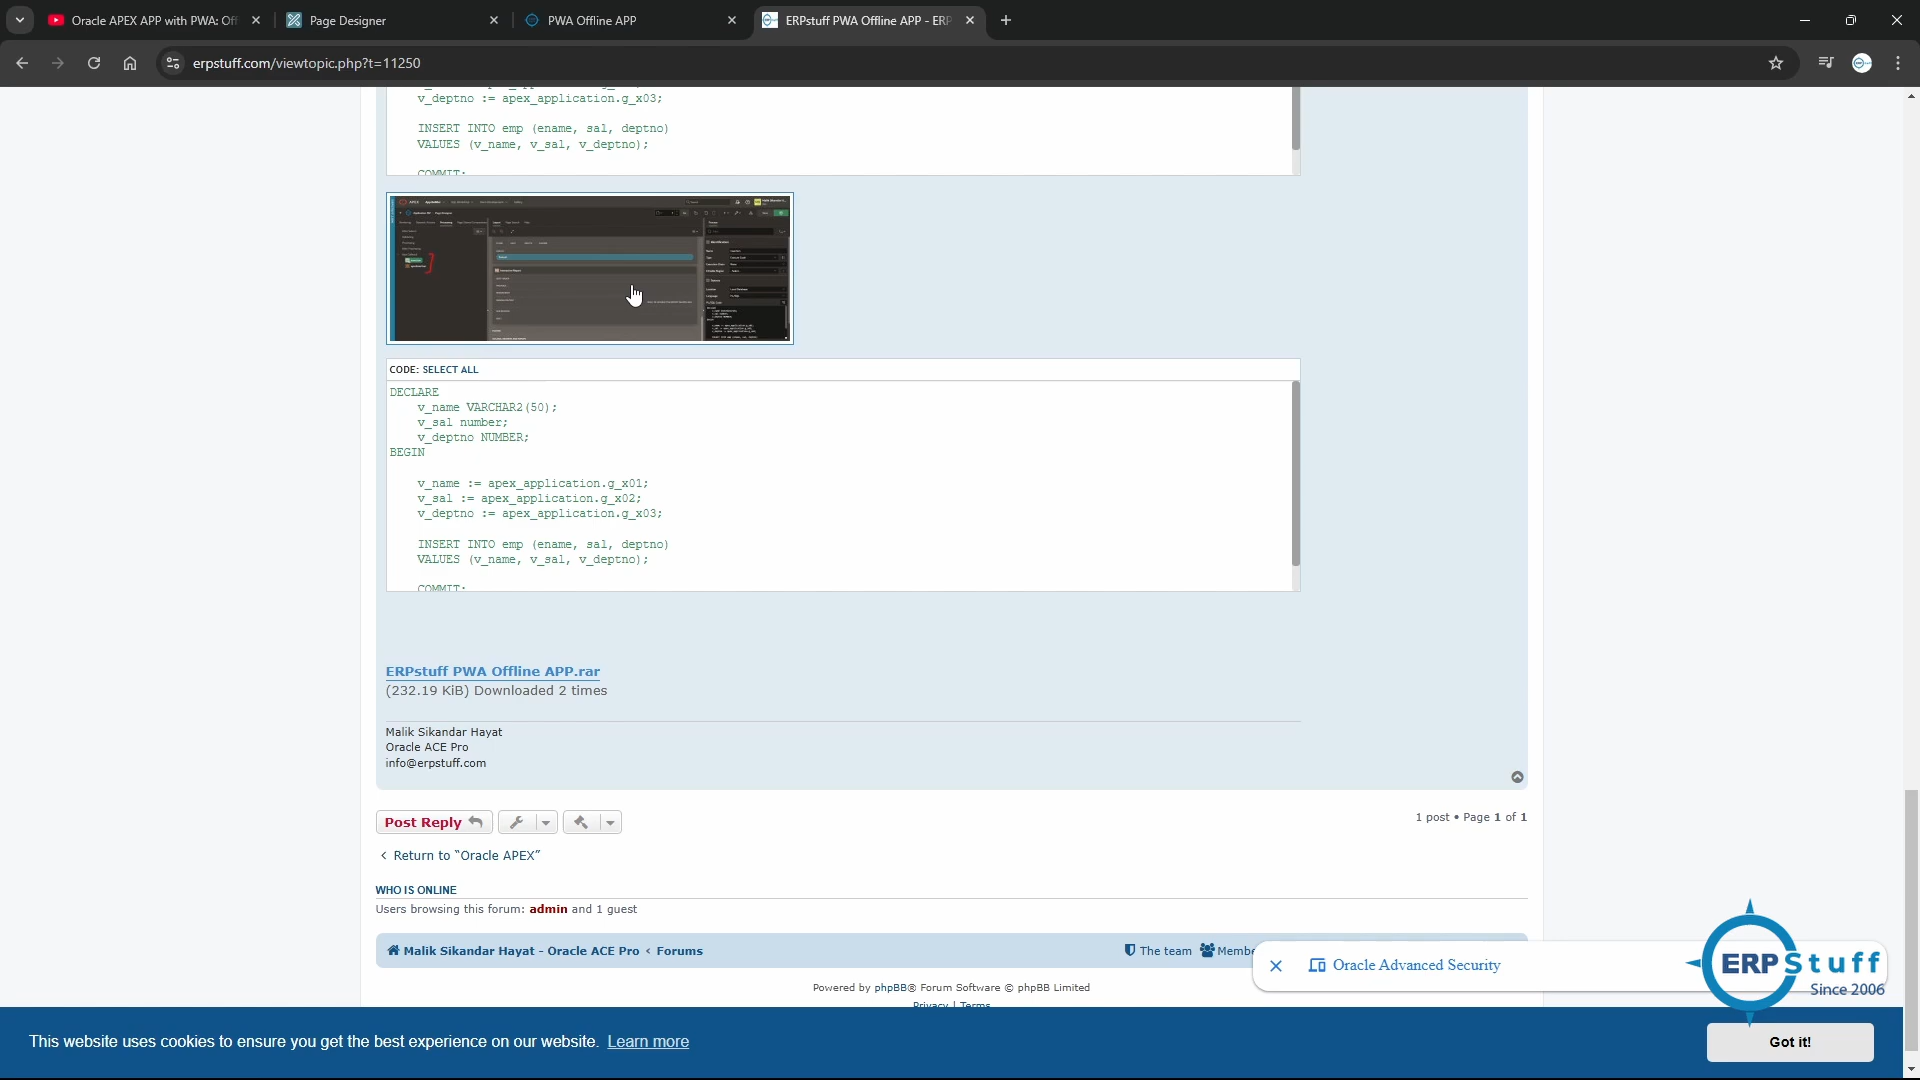 Oracle APEX APP with PWA: Off
Page Designer
PWA Offline APP
ERPstuff PWA Offline APP - ERP
erpstuff.com/viewtopic.php?t=11250
v_deptno := apex_application.g_x03;
INSERT INTO emp (ename, sal, deptno)
VALUES (v_name, v_sal, v_deptno);
COMMIT;
CODE: SELECT ALL
DECLARE
v_name VARCHAR2(50);
v_sal number;
v_deptno NUMBER;
BEGIN
v_name := apex_application.g_x01;
v_sal := apex_application.g_x02;
v_deptno := apex_application.g_x03;
INSERT INTO emp (ename, sal, deptno)
VALUES (v_name, v_sal, v_deptno);
COMMIT;
ERPstuff PWA Offline APP.rar
(232.19 KiB) Downloaded 2 times
Malik Sikandar Hayat
Oracle ACE Pro
info@erpstuff.com
Post Reply
1 post • Page 1 of 1
Return to "Oracle APEX"
WHO IS ONLINE
Users browsing this forum: admin and 1 guest
Malik Sikandar Hayat - Oracle ACE Pro ‹ Forums
The team
Oracle Advanced Security
ERPStuff
Since 2006
Powered by phpBB® Forum Software © phpBB Limited
Privacy | Terms
This website uses cookies to ensure you get the best experience on our website. Learn more
Got it!